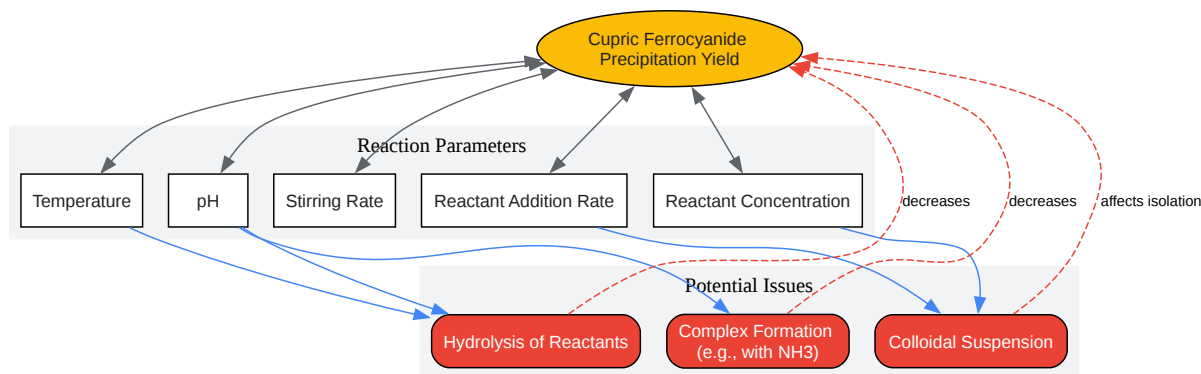 Cupric Ferrocyanide
Precipitation Yield
Reaction Parameters
Temperature
pH
Stirring Rate
Reactant Addition Rate
Reactant Concentration
decreases
decreases
affects isolation
Potential Issues
Hydrolysis of Reactants
Complex Formation
(e.g., with NH3)
Colloidal Suspension